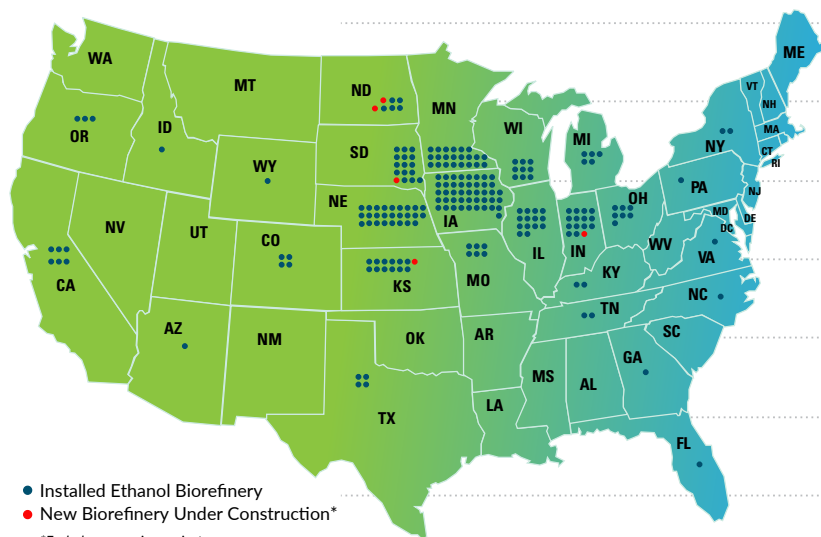 WA
MT
ND
MN
ME
VT
NH
OR
ID
WI
MI
NY
MA
CT
RI
SD
WY
NE
IA
PA
NJ
OH
MD
DE
DC
NV
UT
CO
IL
IN
WV
VA
CA
KS
MO
KY
NC
AZ
NM
OK
AR
TN
SC
MS
AL
GA
TX
LA
FL
Installed Ethanol Biorefinery
New Biorefinery Under Construction*